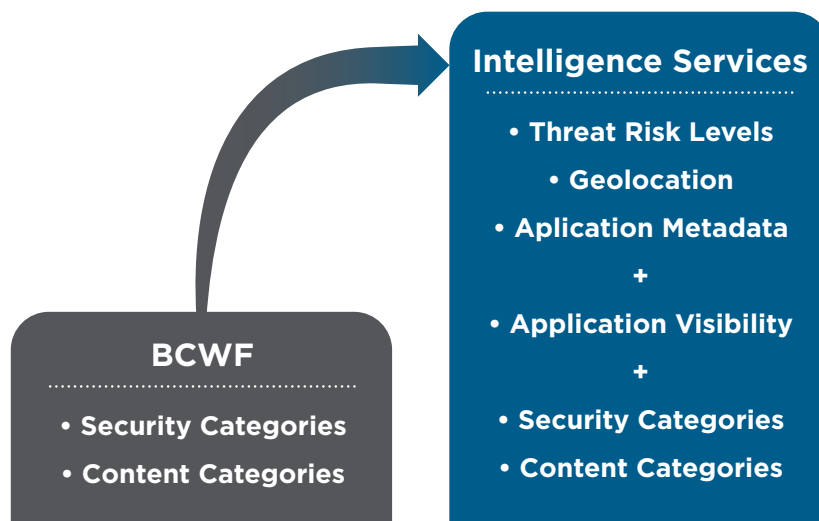 Intelligence Services
• Threat Risk Levels
• Geolocation
• Aplication Metadata
+
• Application Visibility
+
• Security Categories
• Content Categories
BCWF
• Security Categories
• Content Categories